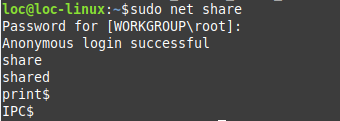 loc@loc-linux:~$sudo net share
Password for [WORKGROUP\root]:
Anonymous login successful
share
shared
print$
IPC$